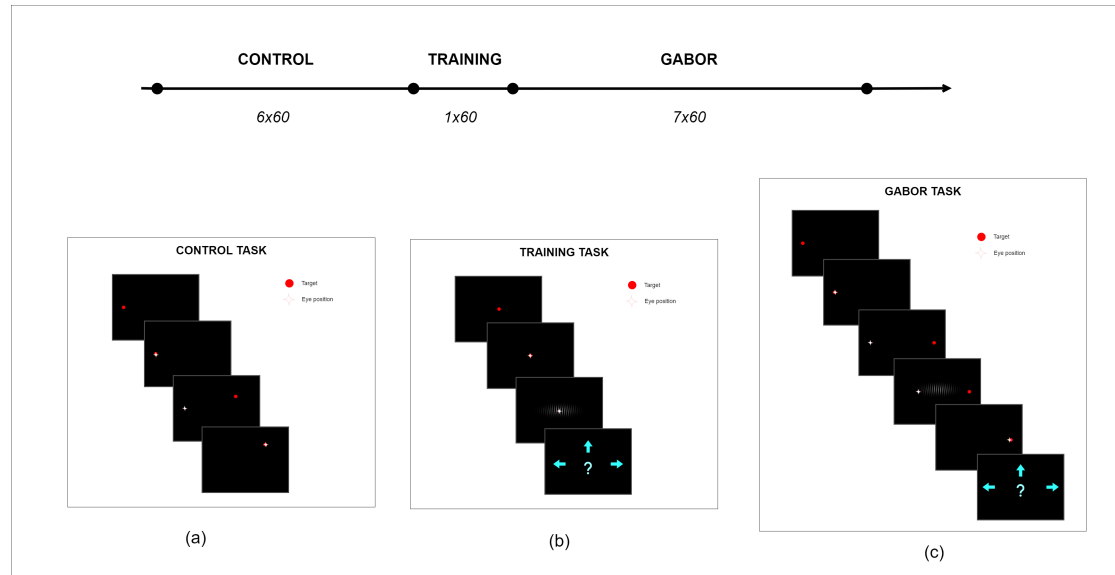 CONTROL TRAINING GABOR
6x60 1x60 7x60
CONTROL TASK
Target
Eye position
(a)
TRAINING TASK
Target
Eye position
?
(b)
GABOR TASK
Target
Eye position
?
(c)